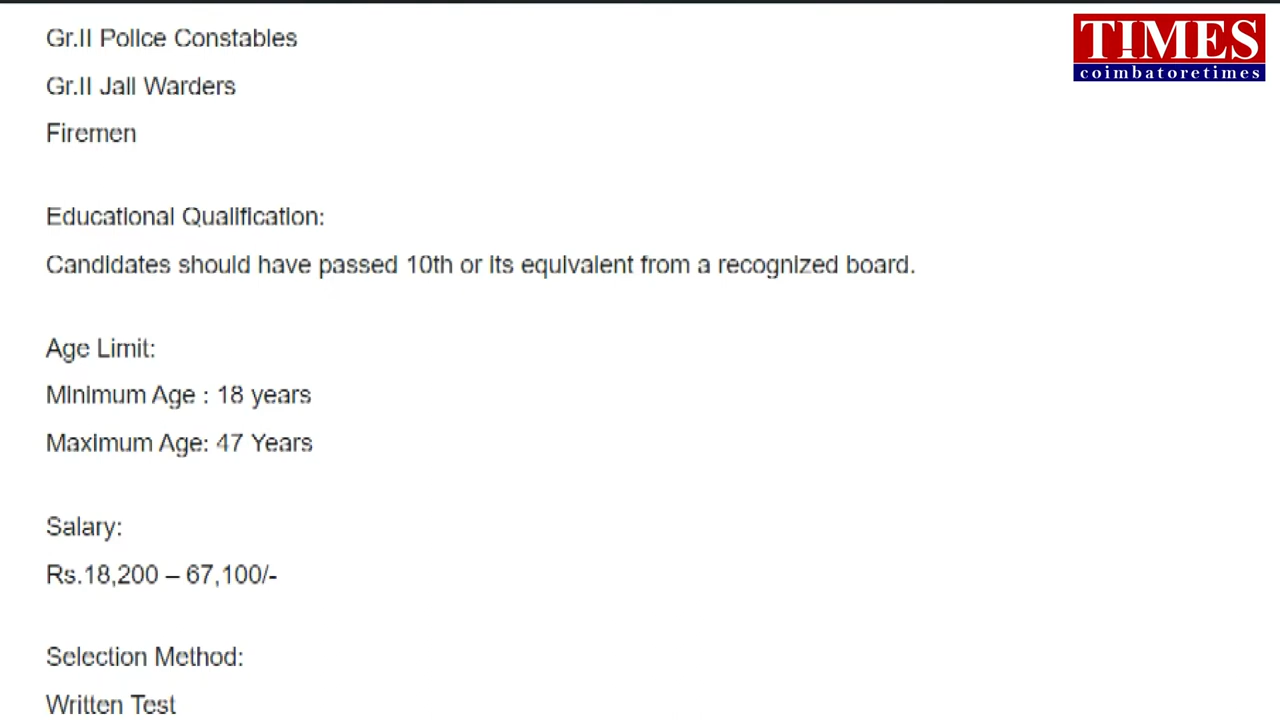 TIMES
coimbatoretimes
Gr.II Police Constables
Gr.II Jail Warders
Firemen
Educational Qualification:
Candidates should have passed 10th or its equivalent from a recognized board.
Age Limit:
Minimum Age : 18 years
Maximum Age: 47 Years
Salary:
Rs.18,200 – 67,100/-
Selection Method:
Written Test